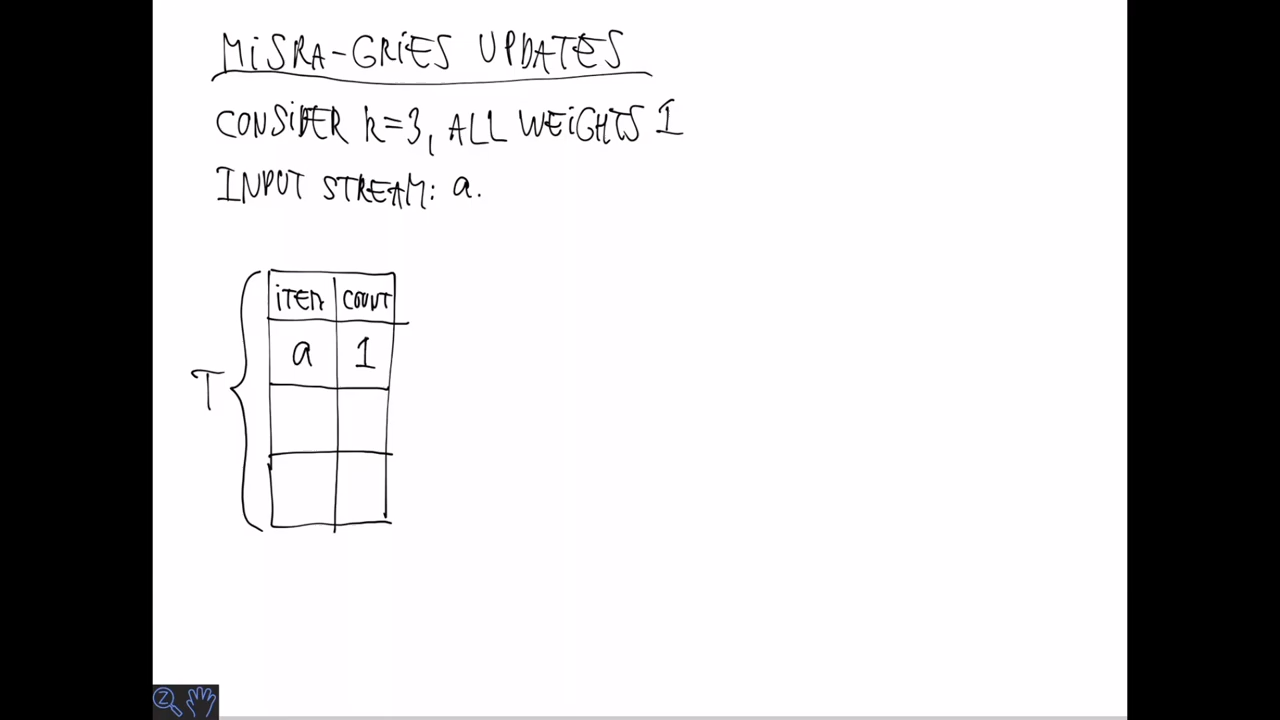 MISRA-GRIES UPDATES
CONSIDER k=3, ALL WEIGHTS 1
INPUT STREAM: a.
ITEM COUNT
a 1
T
Z